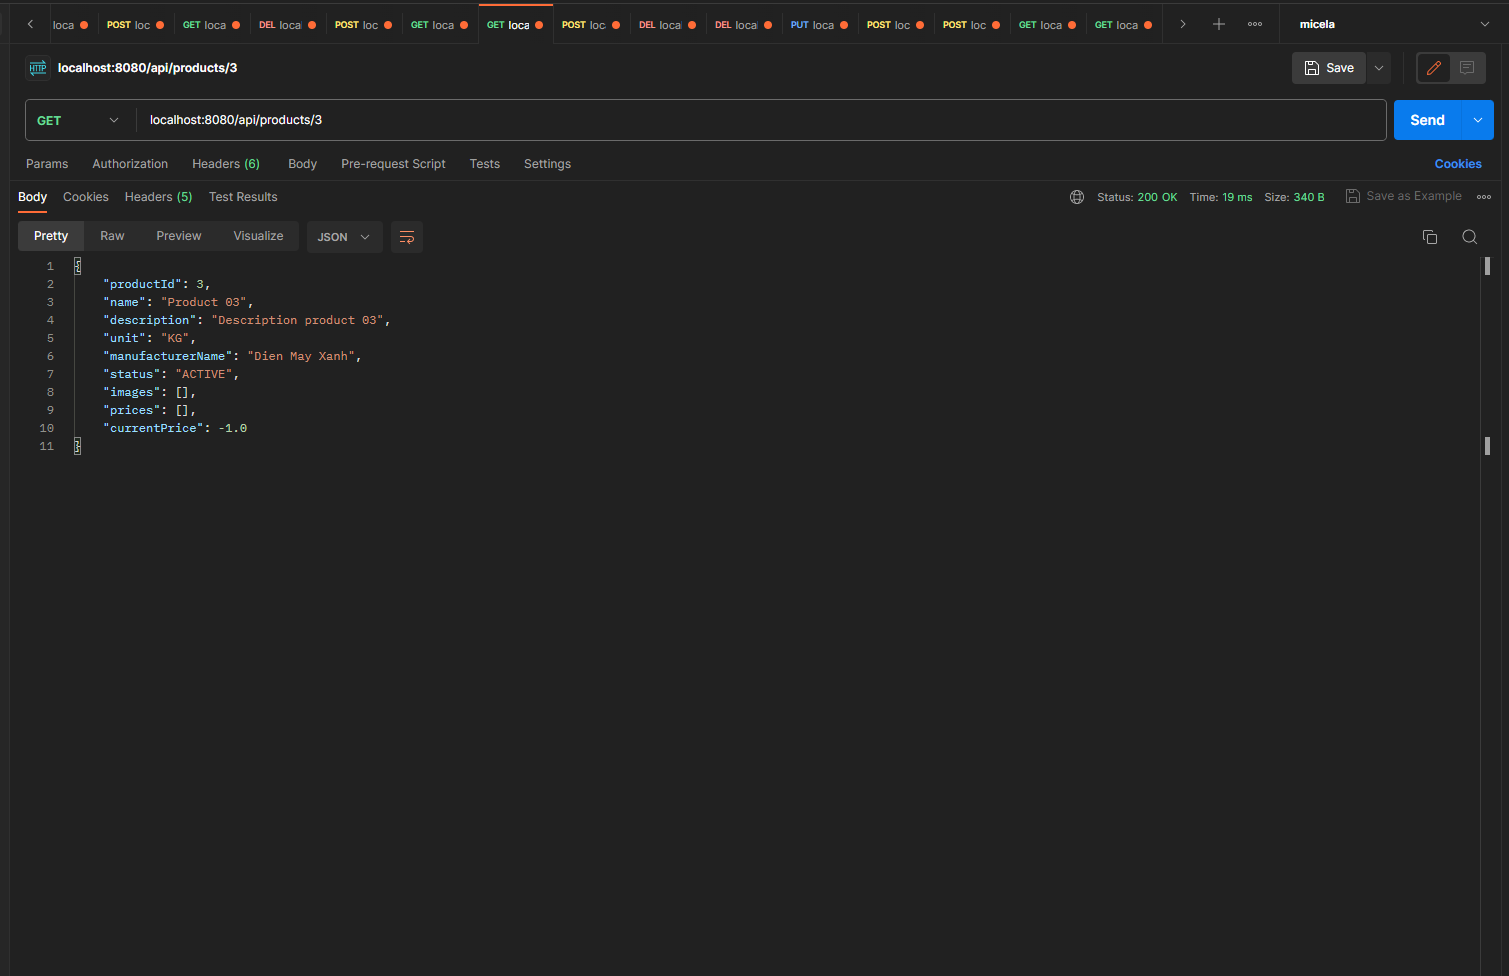 loca POST loc GET loca DEL local POST loc GET loca GET loca POST loc DEL local DEL local PUT loca POST loc POST loc GET loca GET loca micela
HTTP localhost:8080/api/products/3 Save
GET localhost:8080/api/products/3 Send
Params Authorization Headers (6) Body Pre-request Script Tests Settings Cookies
Body Cookies Headers (5) Test Results Status: 200 OK Time: 19 ms Size: 340 B Save as Example
Pretty Raw Preview Visualize JSON
1 {
2 "productId": 3,
3 "name": "Product 03",
4 "description": "Description product 03",
5 "unit": "KG",
6 "manufacturerName": "Dien May Xanh",
7 "status": "ACTIVE",
8 "images": [],
9 "prices": [],
10 "currentPrice": -1.0
11 }